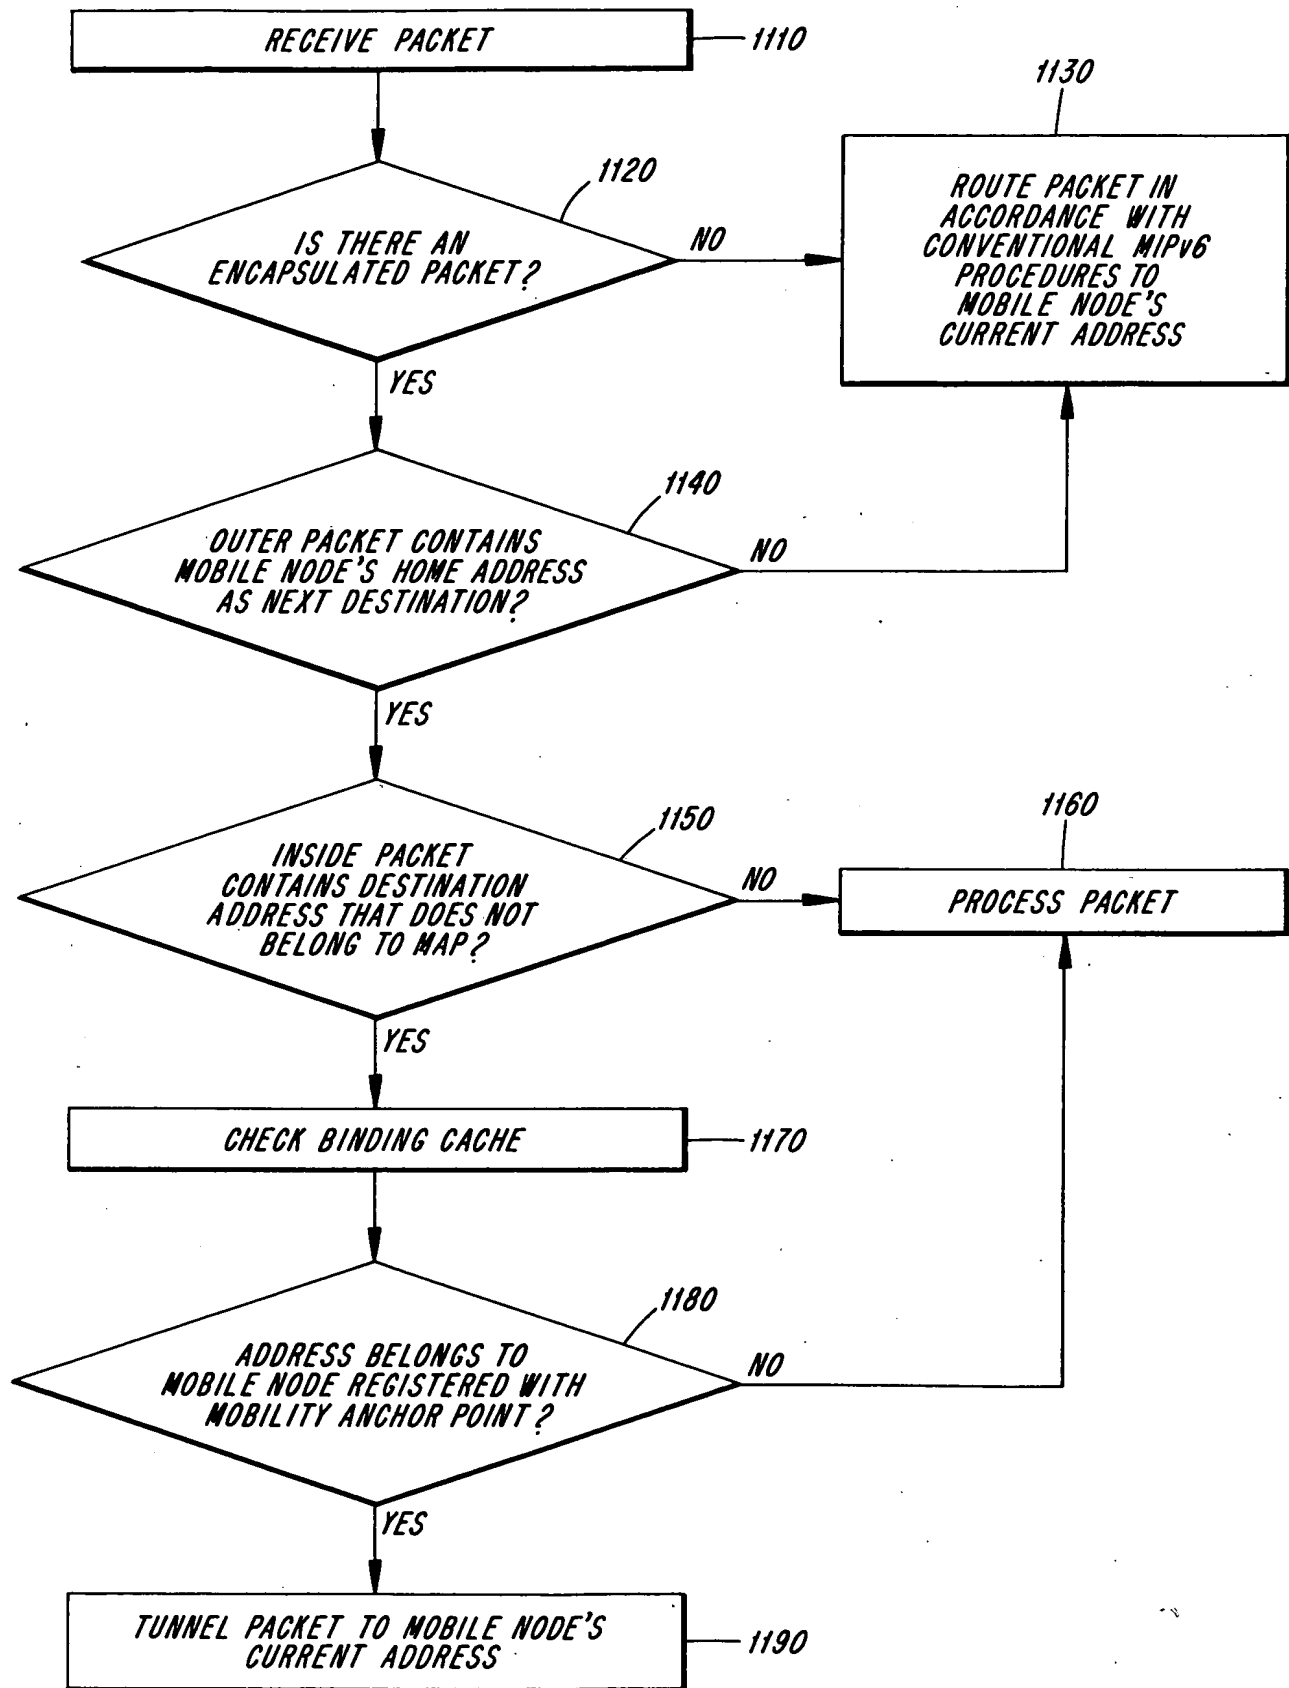 RECEIVE PACKET
1110
1130
1120
IS THERE AN
ENCAPSULATED PACKET?
NO
ROUTE PACKET IN
ACCORDANCE WITH
CONVENTIONAL MIPv6
PROCEDURES TO
MOBILE NODE'S
CURRENT ADDRESS
YES
1140
OUTER PACKET CONTAINS
MOBILE NODE'S HOME ADDRESS
AS NEXT DESTINATION?
NO
YES
1150
INSIDE PACKET
CONTAINS DESTINATION
ADDRESS THAT DOES NOT
BELONG TO MAP?
NO
1160
PROCESS PACKET
YES
CHECK BINDING CACHE
1170
1180
ADDRESS BELONGS TO
MOBILE NODE REGISTERED WITH
MOBILITY ANCHOR POINT?
NO
YES
TUNNEL PACKET TO MOBILE NODE'S
CURRENT ADDRESS
1190